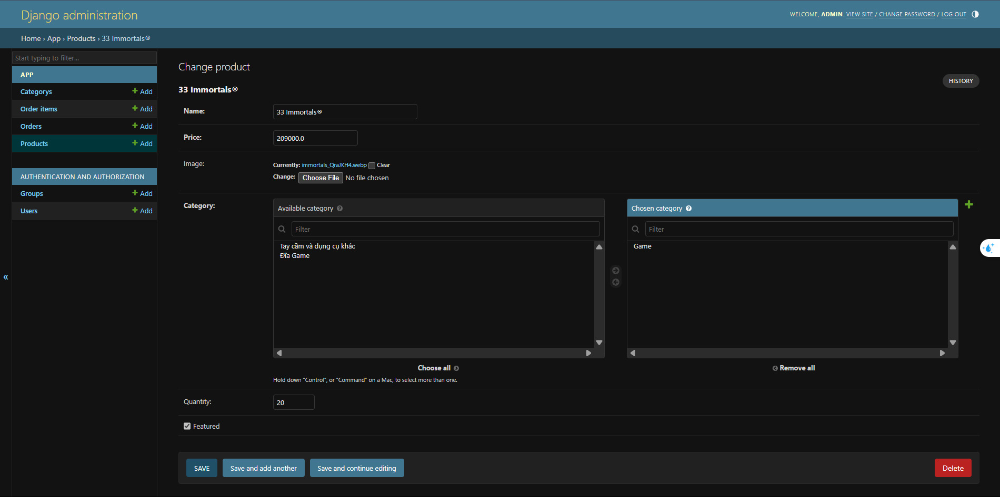 Django administration
WELCOME, ADMIN. VIEW SITE / CHANGE PASSWORD / LOG OUT
Home › App › Products › 33 Immortals®
Start typing to filter...
APP
Categorys
Add
Order items
Add
Orders
Add
Products
Add
AUTHENTICATION AND AUTHORIZATION
Groups
Add
Users
Add
«
Change product
HISTORY
33 Immortals®
Name:
33 Immortals®
Price:
209000.0
Image:
Currently: immortals_QraJKH4.webp Clear
Change: Choose File No file chosen
Category:
Available category
Filter
Tay cầm và dụng cụ khác
Đĩa Game
Choose all
Hold down “Control”, or “Command” on a Mac, to select more than one.
Chosen category
Filter
Game
Remove all
Quantity:
20
Featured
SAVE
Save and add another
Save and continue editing
Delete